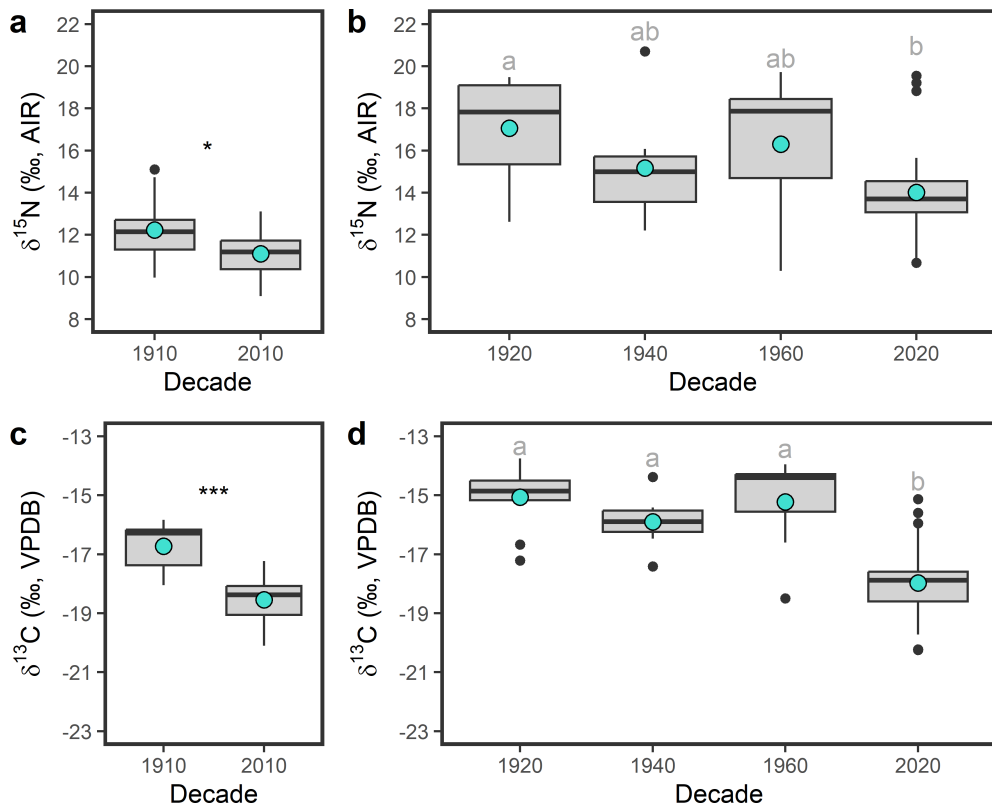 a
δ15N (‰, AIR)
22
20
18
16
14
12
10
8
*
1910 2010
Decade
b
δ15N (‰, AIR)
22
20
18
16
14
12
10
8
a ab ab b
1920 1940 1960 2020
Decade
c
δ13C (‰, VPDB)
-13
-15
-17
-19
-21
-23
***
1910 2010
Decade
d
δ13C (‰, VPDB)
-13
-15
-17
-19
-21
-23
a a a b
1920 1940 1960 2020
Decade